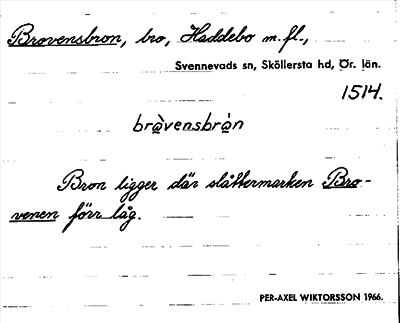 Brovensbron, bro, Haddebo m.fl.,
Svennevads sn, Sköllersta hd, Ör. län.
1514.
bràvensbràn
Bron ligger där slåttermarken Bro-
venen förr låg.
PER-AXEL WIKTORSSON 1966.